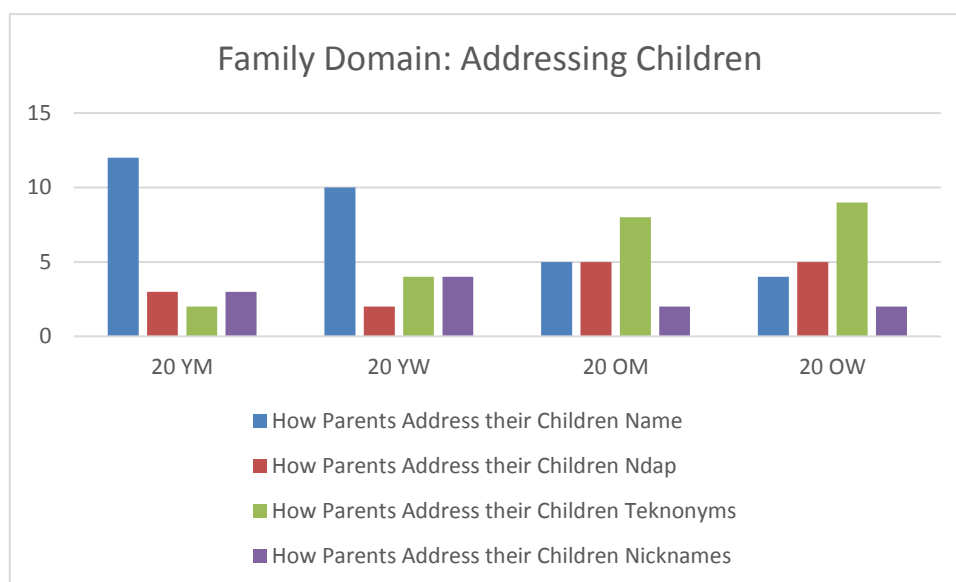 Family Domain: Addressing Children
15
10
5
0
20 YM 20 YW 20 OM 20 OW
How Parents Address their Children Name
How Parents Address their Children Ndap
How Parents Address their Children Teknonyms
How Parents Address their Children Nicknames